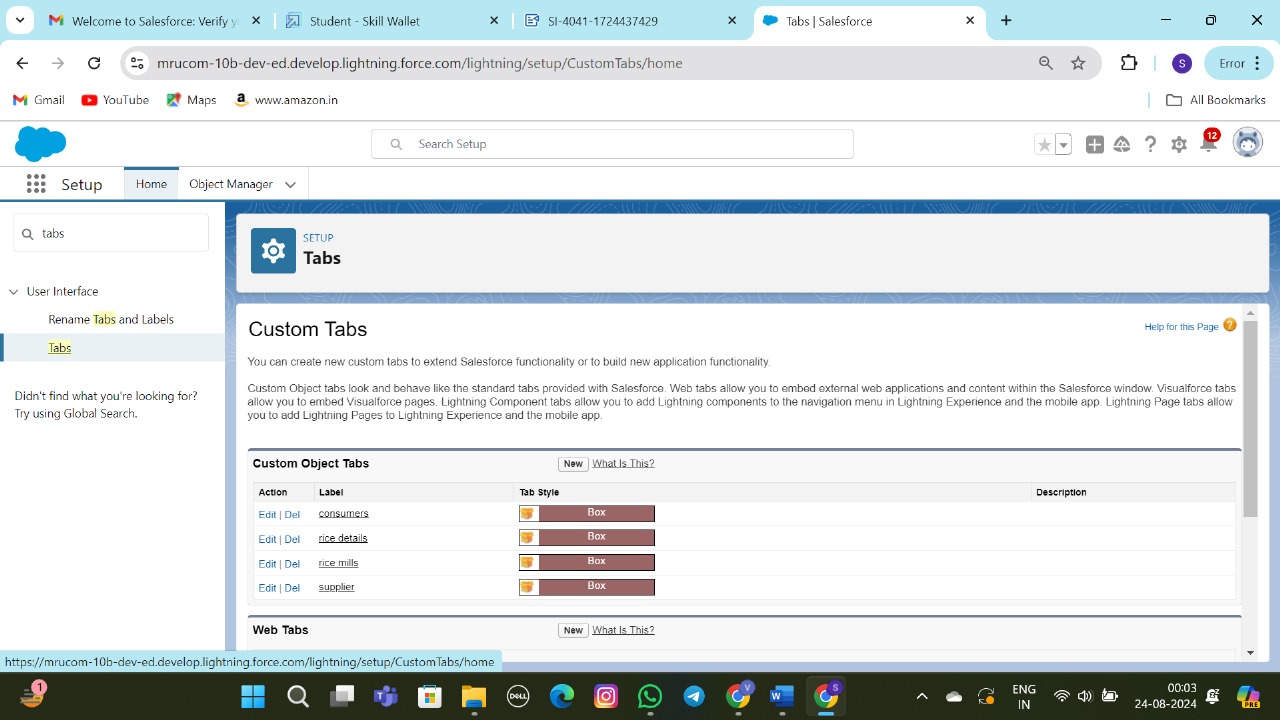 Welcome to Salesforce: Verify y
Student - Skill Wallet
SI-4041-1724437429
Tabs | Salesforce
mrucom-10b-dev-ed.develop.lightning.force.com/lightning/setup/CustomTabs/home
S
Error
Gmail
YouTube
Maps
www.amazon.in
All Bookmarks
Search Setup
12
Setup
Home
Object Manager
tabs
User Interface
Rename Tabs and Labels
Tabs
Didn't find what you're looking for?
Try using Global Search.
SETUP
Tabs
Custom Tabs
Help for this Page
You can create new custom tabs to extend Salesforce functionality or to build new application functionality.
Custom Object tabs look and behave like the standard tabs provided with Salesforce. Web tabs allow you to embed external web applications and content within the Salesforce window. Visualforce tabs
allow you to embed Visualforce pages. Lightning Component tabs allow you to add Lightning components to the navigation menu in Lightning Experience and the mobile app. Lightning Page tabs allow
you to add Lightning Pages to Lightning Experience and the mobile app.
Custom Object Tabs New What Is This?
Action Label Tab Style Description
Edit | Del consumers Box
Edit | Del rice details Box
Edit | Del rice mills Box
Edit | Del supplier Box
Web Tabs New What Is This?
https://mrucom-10b-dev-ed.develop.lightning.force.com/lightning/setup/CustomTabs/home
1
DELL
V
S
ENG
IN
00:03
24-08-2024
PRE